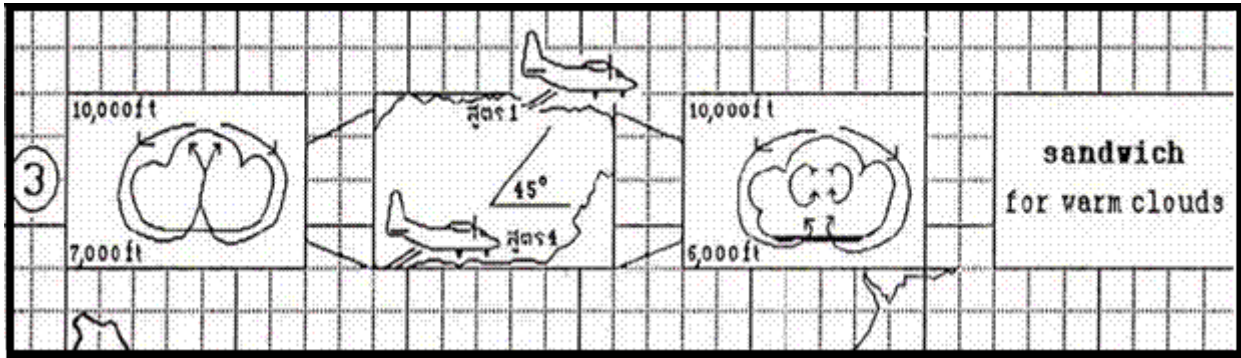 3
10,000ft
7,000ft
สูตร1
45°
สูตร4
10,000ft
6,000ft
sandwich
for warm clouds